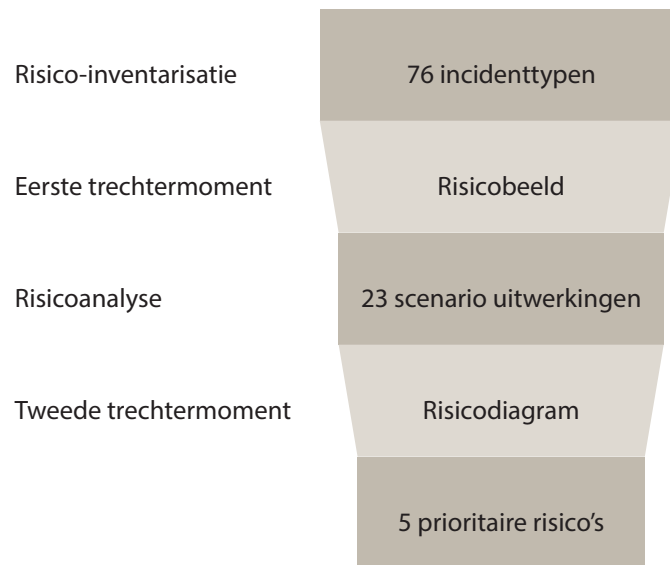 Risico-inventarisatie
76 incidenttypen
Eerste trechtermoment
Risicobeeld
Risicoanalyse
23 scenario uitwerkingen
Tweede trechtermoment
Risicodiagram
5 prioritaire risico’s